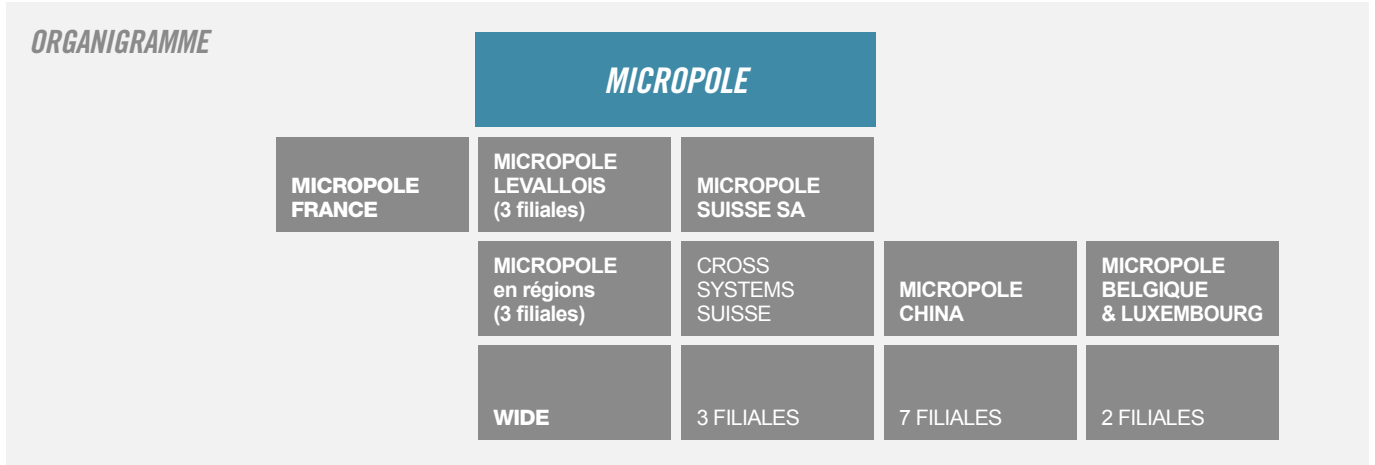 ORGANIGRAMME
MICROPOLE
MICROPOLE
FRANCE
MICROPOLE
LEVALLOIS
(3 filiales)
MICROPOLE
SUISSE SA
MICROPOLE
en régions
(3 filiales)
CROSS
SYSTEMS
SUISSE
MICROPOLE
CHINA
MICROPOLE
BELGIQUE
& LUXEMBOURG
WIDE
3 FILIALES
7 FILIALES
2 FILIALES